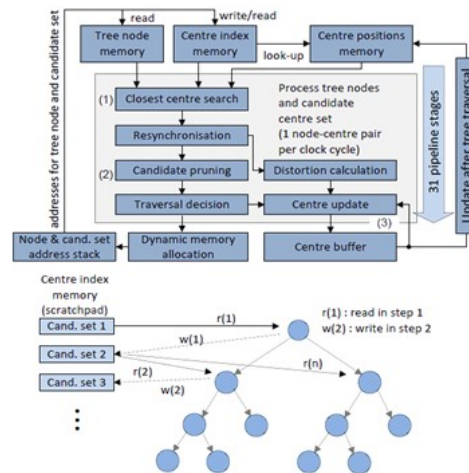 read
write/read
Tree node
memory
Centre index
memory
Centre positions
memory
look-up
addresses for tree node and candidate set
(1)
Closest centre search
Process tree nodes
and candidate
centre set
(1 node-centre pair
per clock cycle)
Resynchronisation
(2)
Candidate pruning
Distortion calculation
Traversal decision
Centre update
(3)
31 pipeline stages
Update after tree traversal
Node & cand. set
address stack
Dynamic memory
allocation
Centre buffer
Centre index
memory
(scratchpad)
r(1)
r(1) : read in step 1
w(2) : write in step 2
Cand. set 1
w(1)
Cand. set 2
r(2)
r(n)
Cand. set 3
w(2)